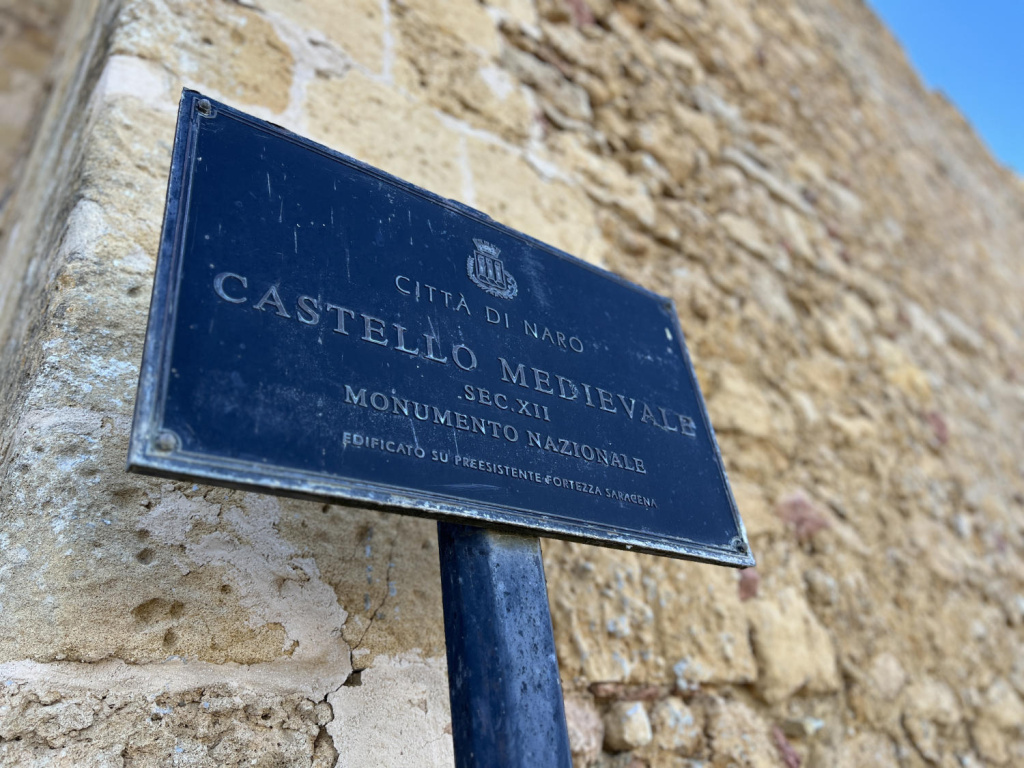 CITTÀ DI NARO
CASTELLO MEDIEVALE
SEC.XII
MONUMENTO NAZIONALE
EDIFICATO SU PREESISTENTE FORTEZZA SARACENA